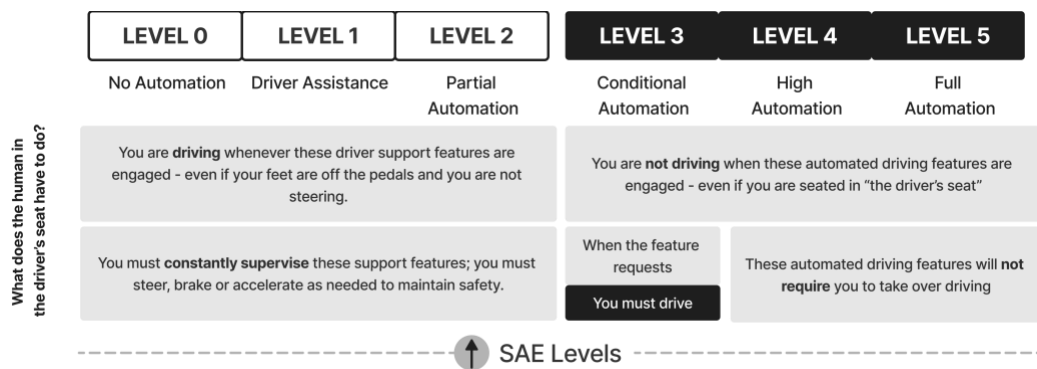 LEVEL 0
LEVEL 1
LEVEL 2
LEVEL 3
LEVEL 4
LEVEL 5
No Automation
Driver Assistance
Partial
Automation
Conditional
Automation
High
Automation
Full
Automation
What does the human in
the driver's seat have to do?
You are driving whenever these driver support features are
engaged - even if your feet are off the pedals and you are not
steering.
You are not driving when these automated driving features are
engaged - even if you are seated in “the driver's seat”
You must constantly supervise these support features; you must
steer, brake or accelerate as needed to maintain safety.
When the feature
requests
You must drive
These automated driving features will not
require you to take over driving
SAE Levels